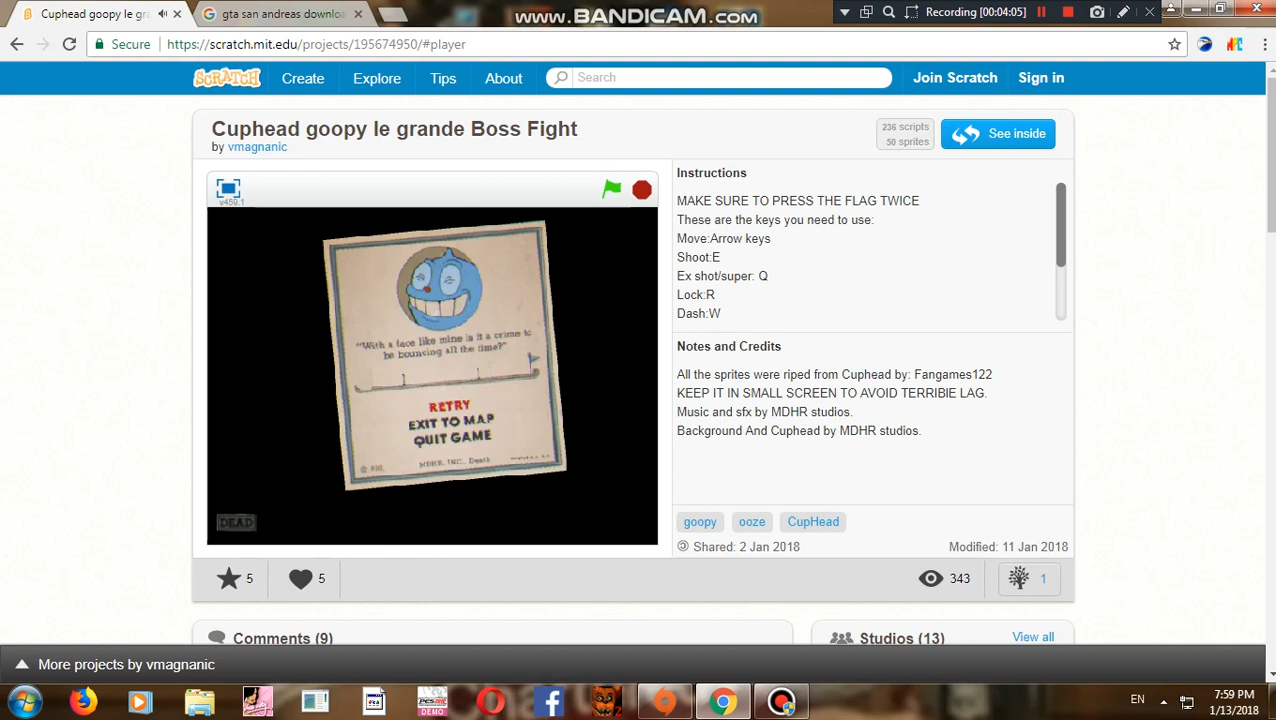 Cuphead goopy le gra
gta san andreas downloa
www.BANDICAM.com
Recording [00:04:05]
Secure
https://scratch.mit.edu/projects/195674950/#player
SCRATCH
Create
Explore
Tips
About
Search
Join Scratch
Sign in
Cuphead goopy le grande Boss Fight
by vmagnanic
236 scripts
50 sprites
See inside
v459.1
"With a face like mine is it a crime to
be bouncing all the time?"
RETRY
EXIT TO MAP
QUIT GAME
MDHR, INC., Death
DEAD
Instructions
MAKE SURE TO PRESS THE FLAG TWICE
These are the keys you need to use:
Move:Arrow keys
Shoot:E
Ex shot/super: Q
Lock:R
Dash:W
Notes and Credits
All the sprites were riped from Cuphead by: Fangames122
KEEP IT IN SMALL SCREEN TO AVOID TERRIBIE LAG.
Music and sfx by MDHR studios.
Background And Cuphead by MDHR studios.
goopy
ooze
CupHead
Shared: 2 Jan 2018
Modified: 11 Jan 2018
5
5
343
1
Comments (9)
Studios (13)
View all
More projects by vmagnanic
DEMO
EN
7:59 PM
1/13/2018